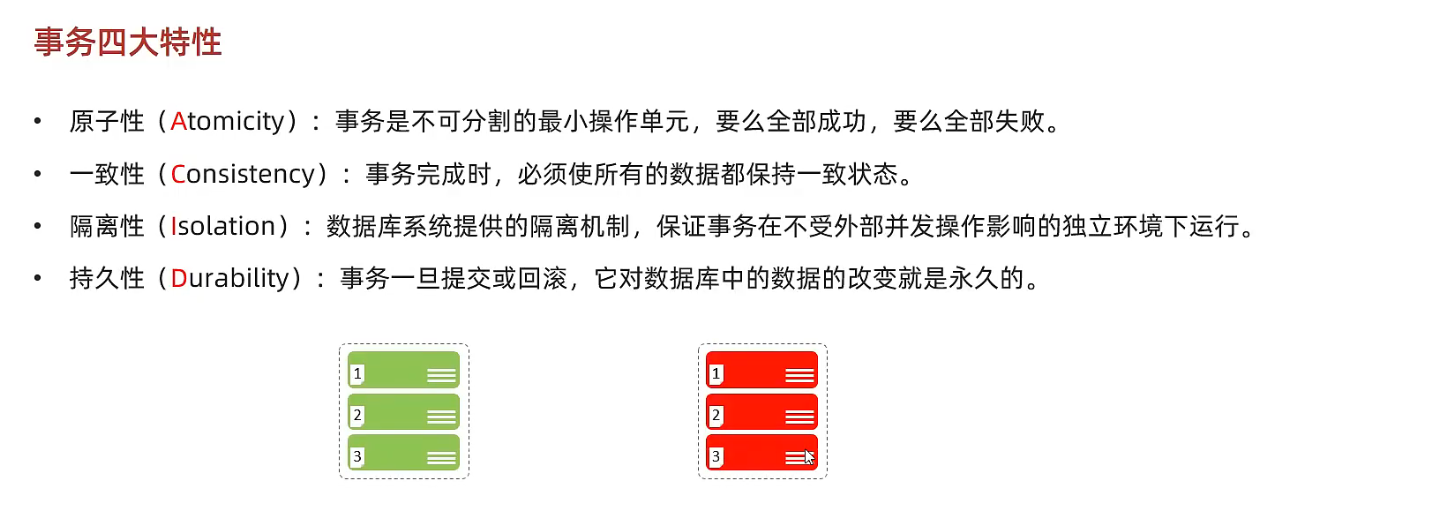 事务四大特性
• 原子性（Atomicity）：事务是不可分割的最小操作单元，要么全部成功，要么全部失败。
• 一致性（Consistency）：事务完成时，必须使所有的数据都保持一致状态。
• 隔离性（Isolation）：数据库系统提供的隔离机制，保证事务在不受外部并发操作影响的独立环境下运行。
• 持久性（Durability）：事务一旦提交或回滚，它对数据库中的数据的改变就是永久的。
1 1
2 2
3 3